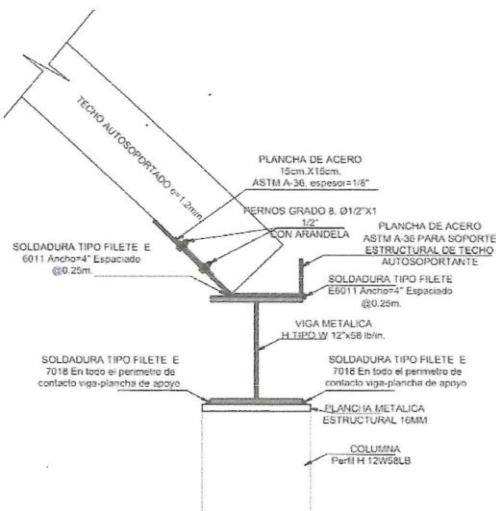 TECHO AUTOSOPORTADO e=1.2mm.
PLANCHA DE ACERO
15cm.X15cm.
ASTM A-36, espesor=1/8"
PERNOS GRADO 8, Ø1/2"X1
1/2"
CON ARANDELA
PLANCHA DE ACERO
ASTM A-36 PARA SOPORTE
ESTRUCTURAL DE TECHO
AUTOSOPORTANTE
SOLDADURA TIPO FILETE E
6011 Ancho=4" Espaciado
@0.25m.
SOLDADURA TIPO FILETE
E6011 Ancho=4" Espaciado
@0.25m.
VIGA METALICA
H TIPO W 12"x58 lb/in.
SOLDADURA TIPO FILETE E
7018 En todo el perimetro de
contacto viga-plancha de apoyo
SOLDADURA TIPO FILETE E
7018 En todo el perimetro de
contacto viga-plancha de apoyo
PLANCHA METALICA
ESTRUCTURAL 16MM
COLUMNA
Perfil H 12W58LB